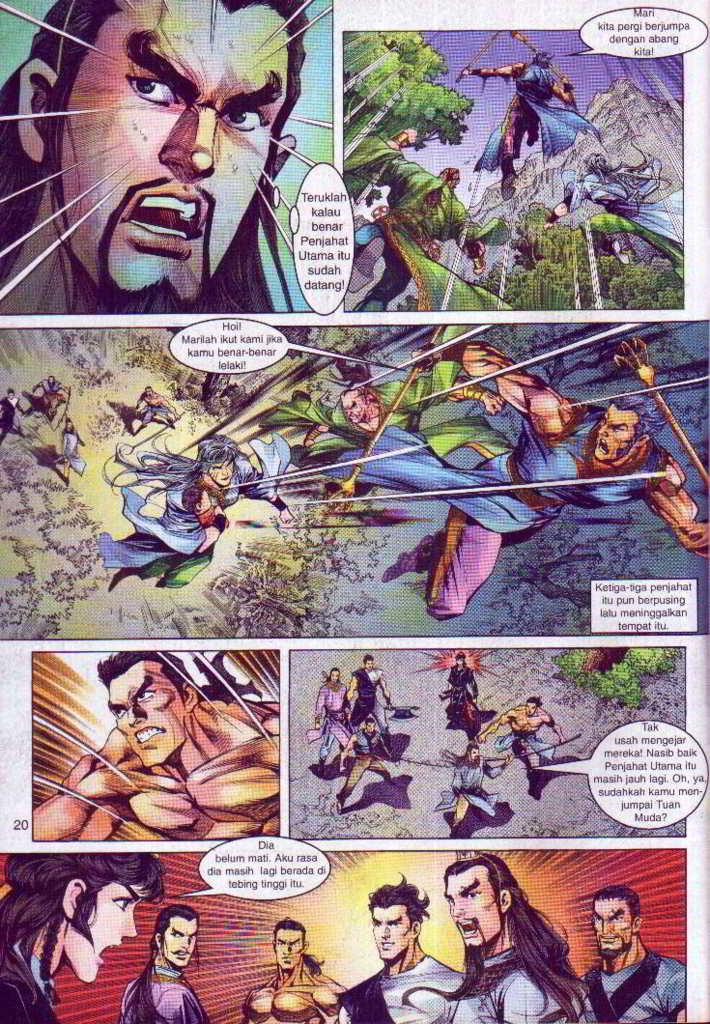 Teruklah
kalau
benar
Penjahat
Utama itu
sudah
datang!
Mari
kita pergi berjumpa
dengan abang
kita!
Hoi!
Marilah ikut kami jika
kamu benar-benar
lelaki!
Ketiga-tiga penjahat
itu pun berpusing
lalu meninggalkan
tempat itu.
Tak
usah mengejar
mereka! Nasib baik
Penjahat Utama itu
masih jauh lagi. Oh, ya,
sudahkah kamu men-
jumpai Tuan
Muda?
20
Dia
belum mati. Aku rasa
dia masih lagi berada di
tebing tinggi itu.